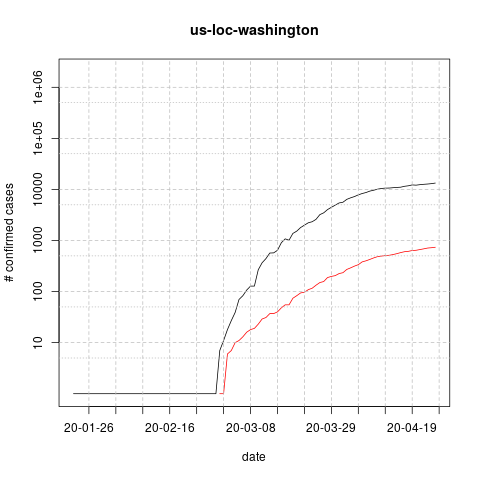 us-loc-washington
# confirmed cases
1e+06
1e+05
10000
1000
100
10
20-01-26 20-02-16 20-03-08 20-03-29 20-04-19
date